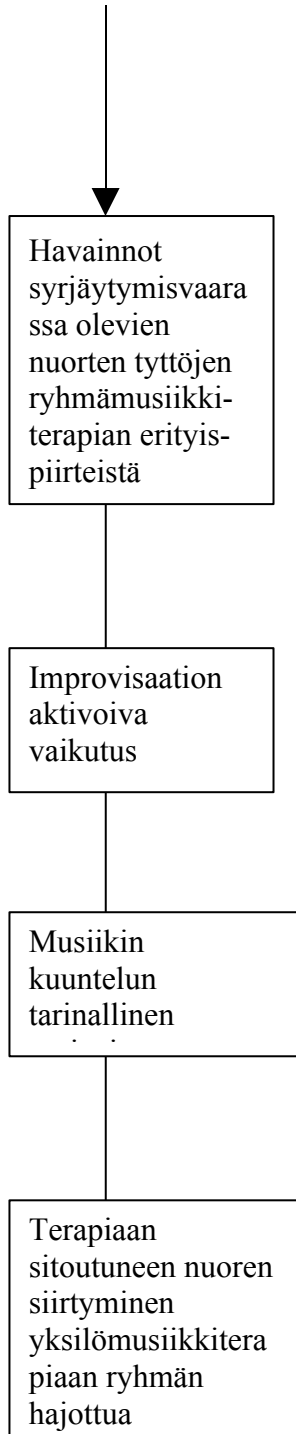 Havainnot
syrjäytymisvaara
ssa olevien
nuorten tyttöjen
ryhmämusiikki-
terapian erityis-
piirteistä
Improvisaation
aktivoiva
vaikutus
Musiikin
kuuntelun
tarinallinen
Terapiaan
sitoutuneen nuoren
siirtyminen
yksilömusiikkitera
piaan ryhmän
hajottua